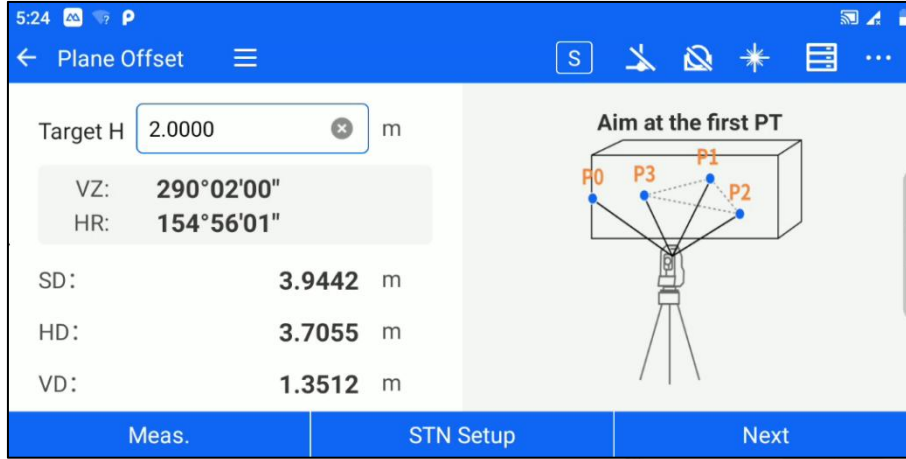 5:24
Plane Offset
S
Target H 2.0000 m
VZ: 290°02'00"
HR: 154°56'01"
SD: 3.9442 m
HD: 3.7055 m
VD: 1.3512 m
Aim at the first PT
P0 P3 P1 P2
Meas. STN Setup Next